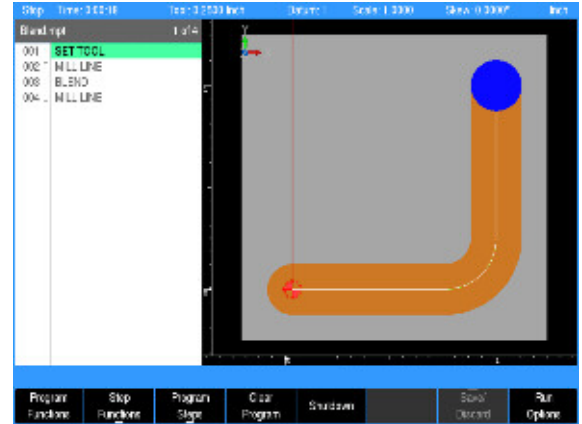 Stop Time: 0:00:18 Tool: 0.2500 Inch Datum: 1 Scale: 1.0000 Skew: 0.0000° Inch
Blend.mpt 1 of 4
001 SET TOOL
002 MILL LINE
003 BLEND
004 MILL LINE
Y
Program Functions
Step Functions
Program Steps
Clear Program
Shutdown
Save/ Discard
Run Options